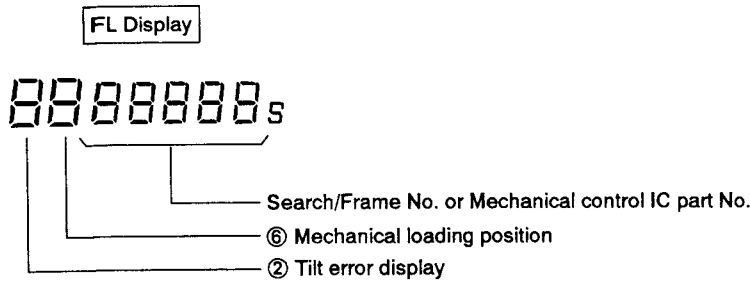 FL Display
88888888s
Search/Frame No. or Mechanical control IC part No.
⑥ Mechanical loading position
② Tilt error display